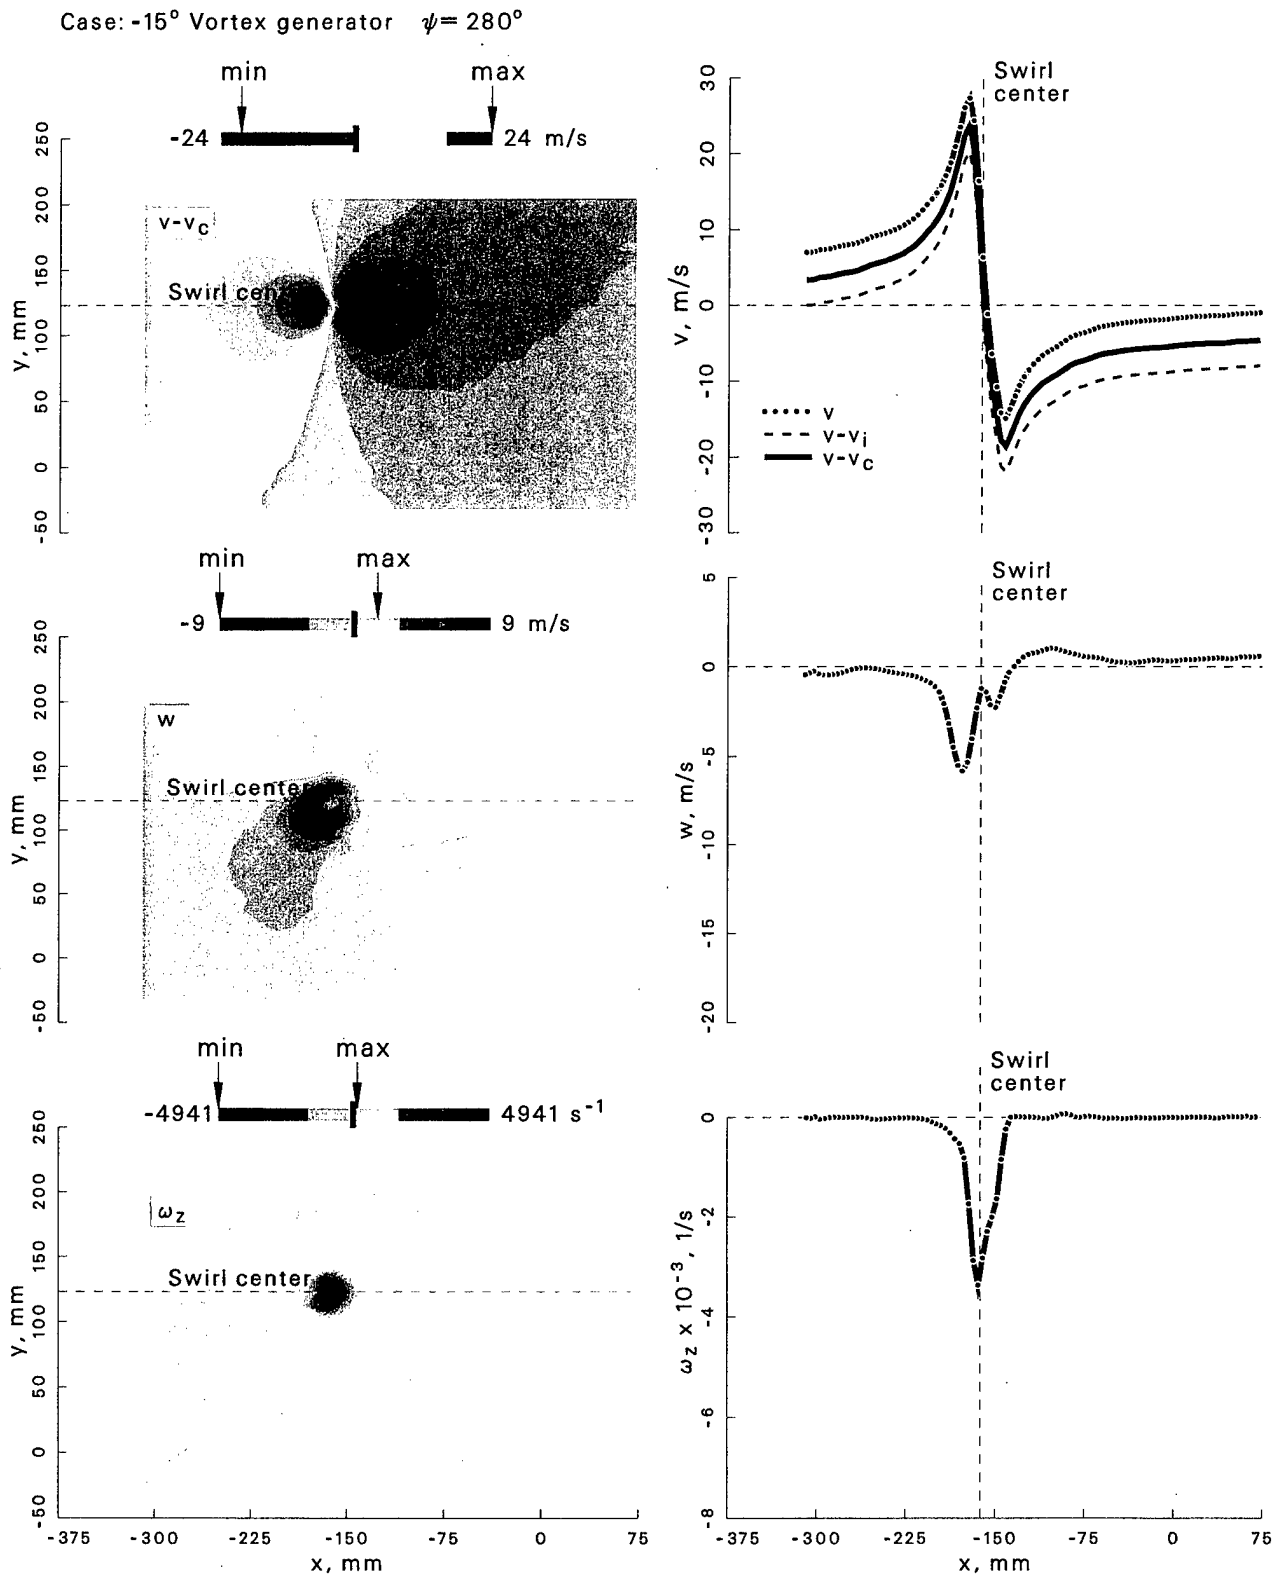 Case: -15° Vortex generator ψ= 280°
min
max
-24
24 m/s
250
200
150
100
50
0
-50
y, mm
v-vc
Swirl cen
30
20
10
0
-10
-20
-30
v, m/s
Swirl
center
v
v-vi
v-vc
min
max
-9
9 m/s
250
200
150
100
50
0
-50
y, mm
w
Swirl center
5
0
-5
-10
-15
-20
w, m/s
Swirl
center
min
max
-4941
4941 s⁻¹
250
200
150
100
50
0
-50
y, mm
ωz
Swirl center
-375 -300 -225 -150 -75 0 75
x, mm
0
-2
-4
-6
-8
ωz x 10⁻³, 1/s
Swirl
center
-375 -300 -225 -150 -75 0 75
x, mm